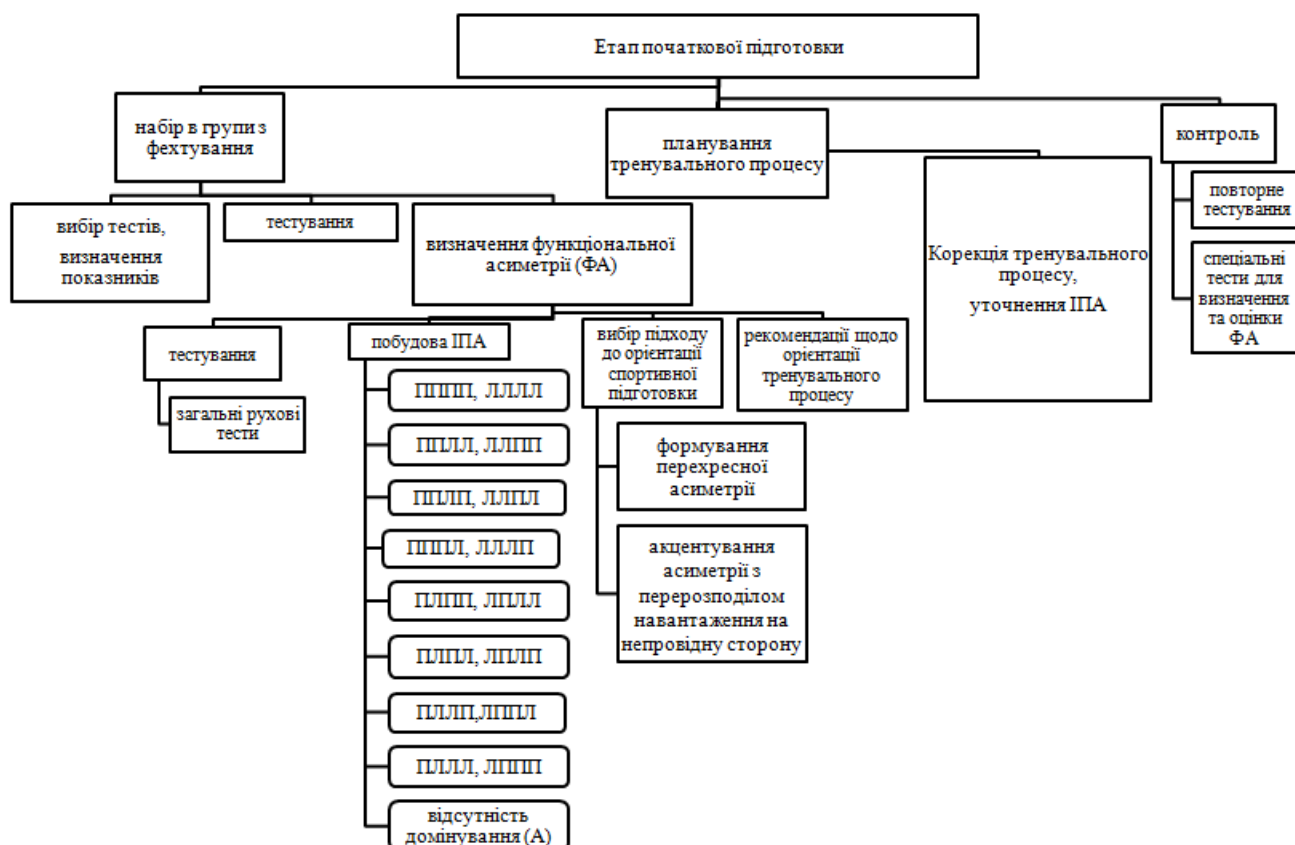 Етап початкової підготовки
набір в групи з
фехтування
планування
тренувального процесу
контроль
вибір тестів,
визначення
показників
тестування
визначення функціональної
асиметрії (ФА)
Корекція тренувального
процесу,
уточнення ІПА
повторне
тестування
спеціальні
тести для
визначення
та оцінки
ФА
тестування
загальні рухові
тести
побудова ІПА
ПППП, ЛЛЛЛ
ППЛЛ, ЛЛПП
ППЛП, ЛЛПЛ
ПППЛ, ЛЛЛП
ПЛПП, ЛПЛЛ
ПЛПЛ, ЛПЛП
ПЛЛП,ЛППЛ
ПЛЛЛ, ЛППП
відсутність
домінування (А)
вибір підходу
до орієнтації
спортивної
підготовки
формування
перехресної
асиметрії
акцентування
асиметрії з
перерозподілом
навантаження на
непровідну сторону
рекомендації щодо
орієнтації
тренувального
процесу